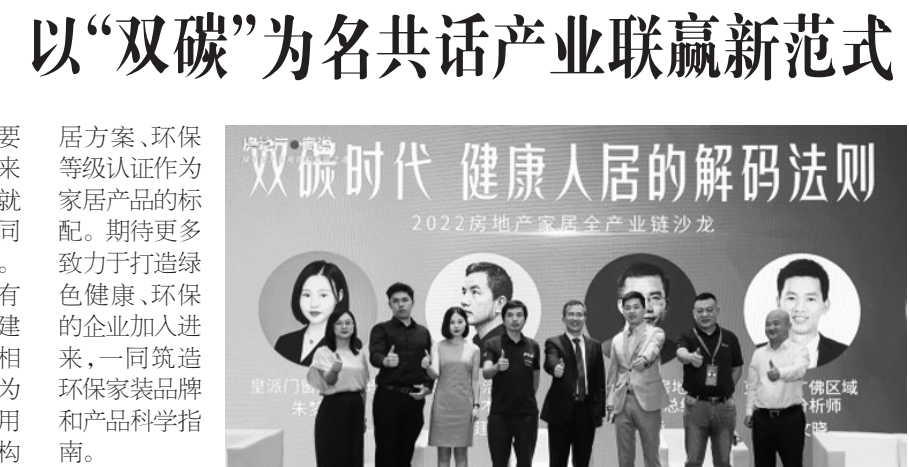 以“双碳”为名共话产业联赢新范式
要
来
就
同
。
有
建
相
为
用
构
居方案、环保
等级认证作为
家居产品的标
配。期待更多
致力于打造绿
色健康、环保
的企业加入进
来，一同筑造
环保家装品牌
和产品科学指
南。
双碳时代 健康人居的解码法则
2022房地产家居全产业链沙龙
皇派门窗
佛区域
析师